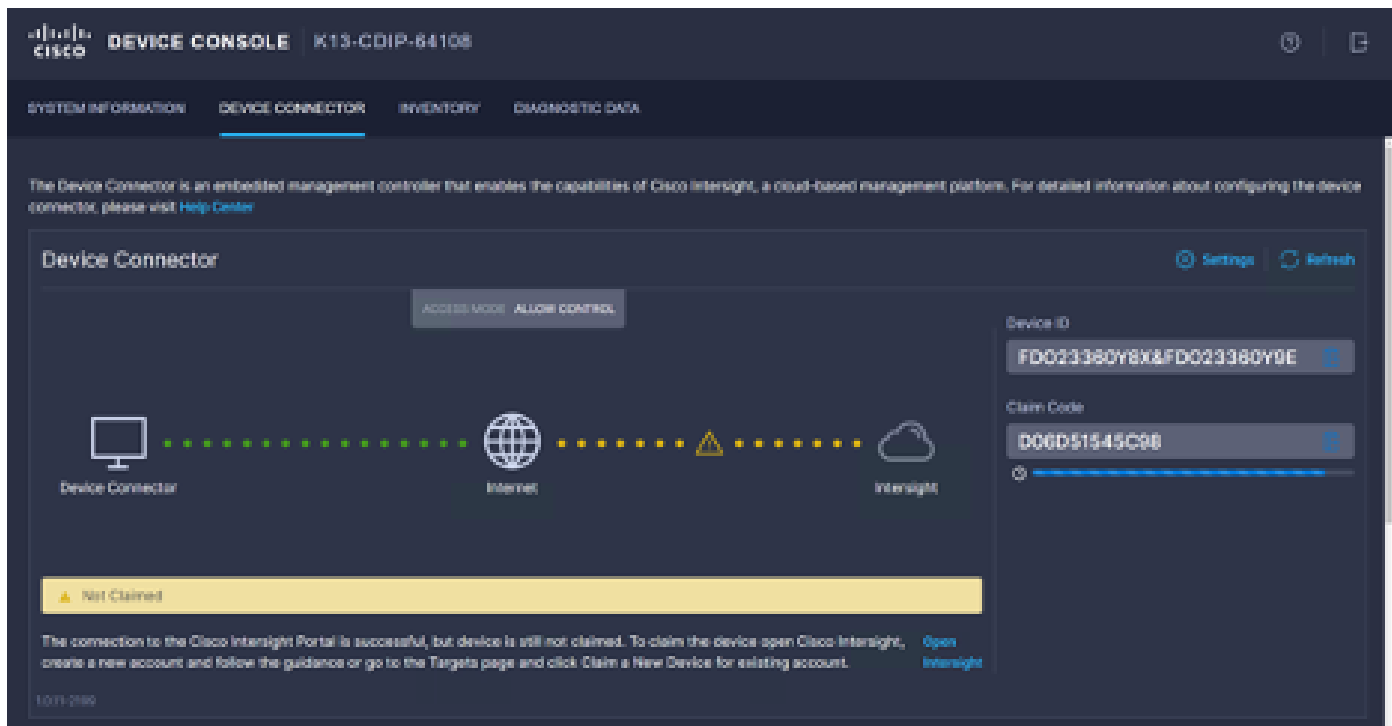 CISCO DEVICE CONSOLE K13-CDIP-64108
SYSTEM INFORMATION DEVICE CONNECTOR INVENTORY DIAGNOSTIC DATA
The Device Connector is an embedded management controller that enables the capabilities of Cisco Intersight, a cloud-based management platform. For detailed information about configuring the device
connector, please visit Help Center
Device Connector
Settings Refresh
ACCESS MODE ALLOW CONTROL
Device ID
FDO23360Y8X&FDO23360Y9E
Claim Code
D06D51545C98
Device Connector
Internet
Intersight
Not Claimed
The connection to the Cisco Intersight Portal is successful, but device is still not claimed. To claim the device open Cisco Intersight, Open
create a new account and follow the guidance or go to the Targets page and click Claim a New Device for existing account. Intersight